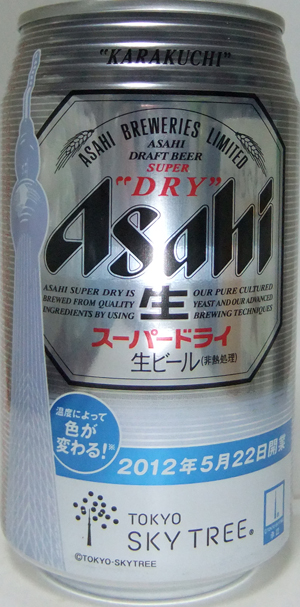 "KARAKUCHI"
ASAHI BREWERIES LIMITED
ASAHI
DRAFT BEER
SUPER
"DRY"
Asahi
ASAHI SUPER DRY IS
BREWED FROM QUALITY
INGREDIENTS BY USING
生
OUR PURE CULTURED
YEAST AND OUR ADVANCED
BREWING TECHNIQUES
スーパードライ
生ビール(非熱処理)
温度によって
色が
変わる!※
2012年5月22日開業
TOKYO
SKY TREE®
©TOKYO-SKYTREE